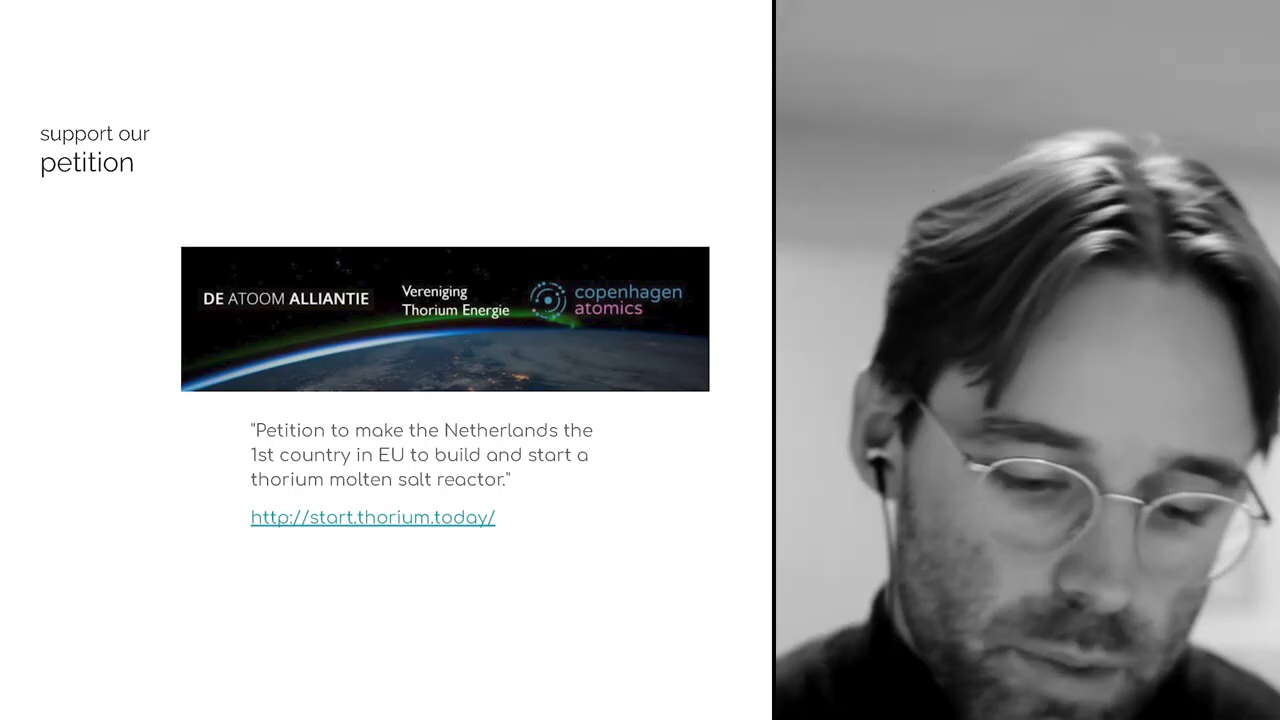 support our
petition
DE ATOOM ALLIANTIE
Vereniging
Thorium Energie
copenhagen
atomics
"Petition to make the Netherlands the
1st country in EU to build and start a
thorium molten salt reactor."
http://start.thorium.today/